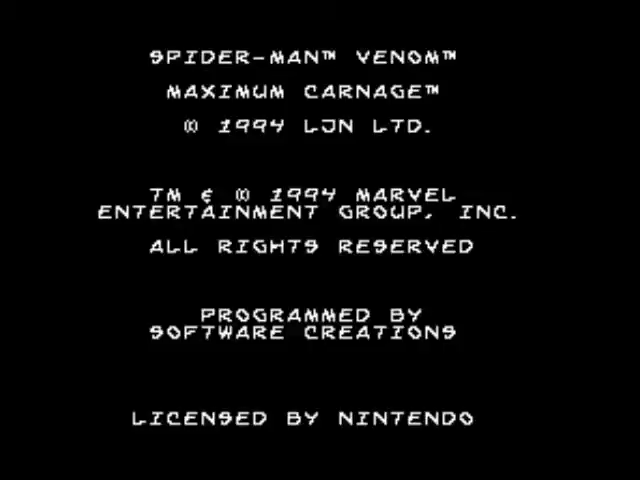 SPIDER-MAN™ VENOM™
MAXIMUM CARNAGE™
© 1994 LJN LTD.
TM & © 1994 MARVEL
ENTERTAINMENT GROUP, INC.
ALL RIGHTS RESERVED
PROGRAMMED BY
SOFTWARE CREATIONS
LICENSED BY NINTENDO